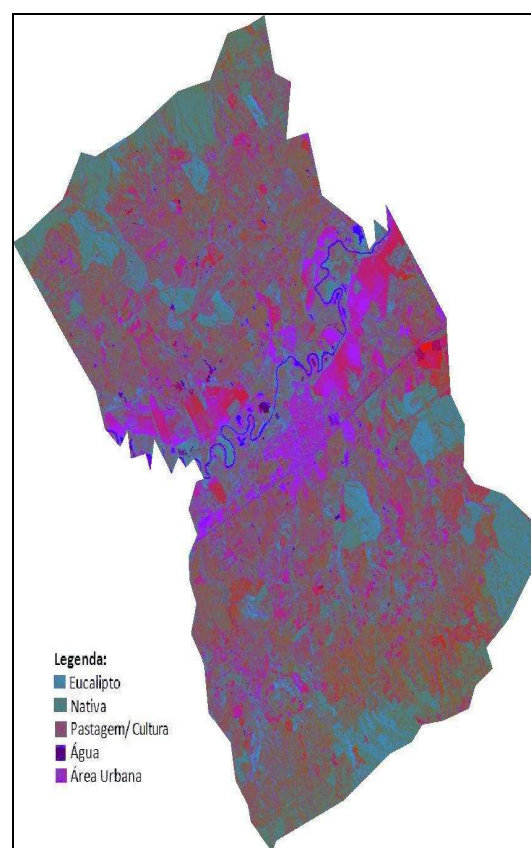 Legenda:
Eucalipto
Nativa
Pastagem/ Cultura
Água
Área Urbana